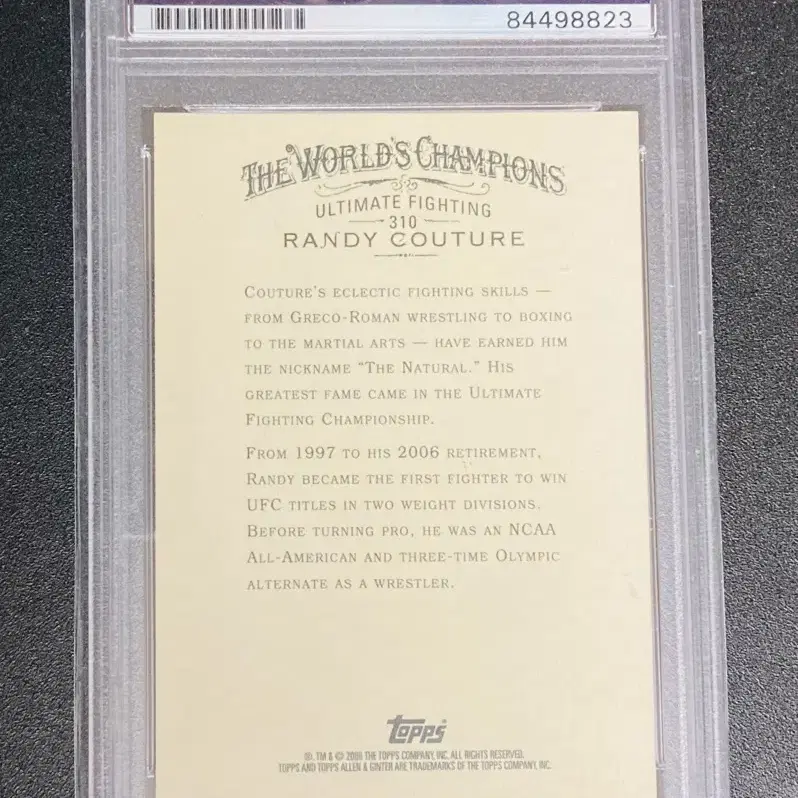 84498823
THE WORLD'S CHAMPIONS
ULTIMATE FIGHTING
310
RANDY COUTURE
COUTURE'S ECLECTIC FIGHTING SKILLS —
FROM GRECO-ROMAN WRESTLING TO BOXING
TO THE MARTIAL ARTS — HAVE EARNED HIM
THE NICKNAME “THE NATURAL.” HIS
GREATEST FAME CAME IN THE ULTIMATE
FIGHTING CHAMPIONSHIP.
FROM 1997 TO HIS 2006 RETIREMENT,
RANDY BECAME THE FIRST FIGHTER TO WIN
UFC TITLES IN TWO WEIGHT DIVISIONS.
BEFORE TURNING PRO, HE WAS AN NCAA
ALL-AMERICAN AND THREE-TIME OLYMPIC
ALTERNATE AS A WRESTLER.
Topps
®, TM & © 2006 THE TOPPS COMPANY, INC. ALL RIGHTS RESERVED.
TOPPS AND TOPPS ALLEN & GINTER ARE TRADEMARKS OF THE TOPPS COMPANY, INC.